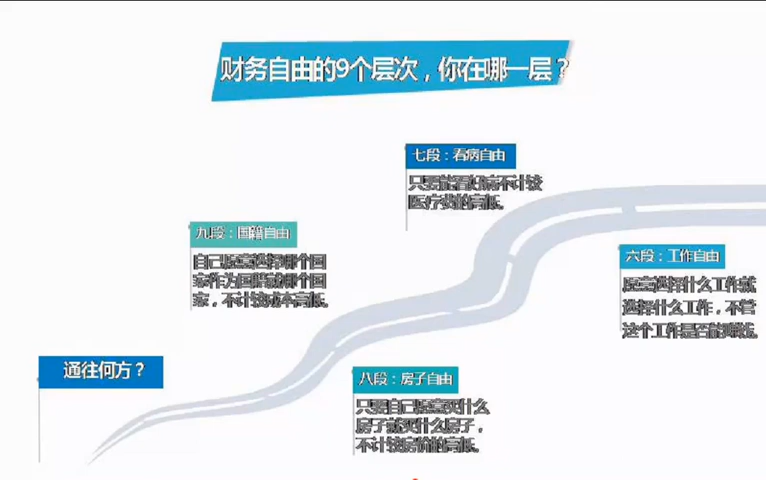 财务自由的9个层次，你在哪一层？
七段：看病自由
只要能看好病不计较
医疗费的高低。
九段：国籍自由
自己愿意选择哪个国
家作为国籍就哪个国
家，不计较成本高低。
六段：工作自由
愿意选择什么工作就
选择什么工作，不管
这个工作是否能赚钱。
通往何方？
八段：房子自由
只要自己愿意买什么
房子就买什么房子，
不计较房价的高低。